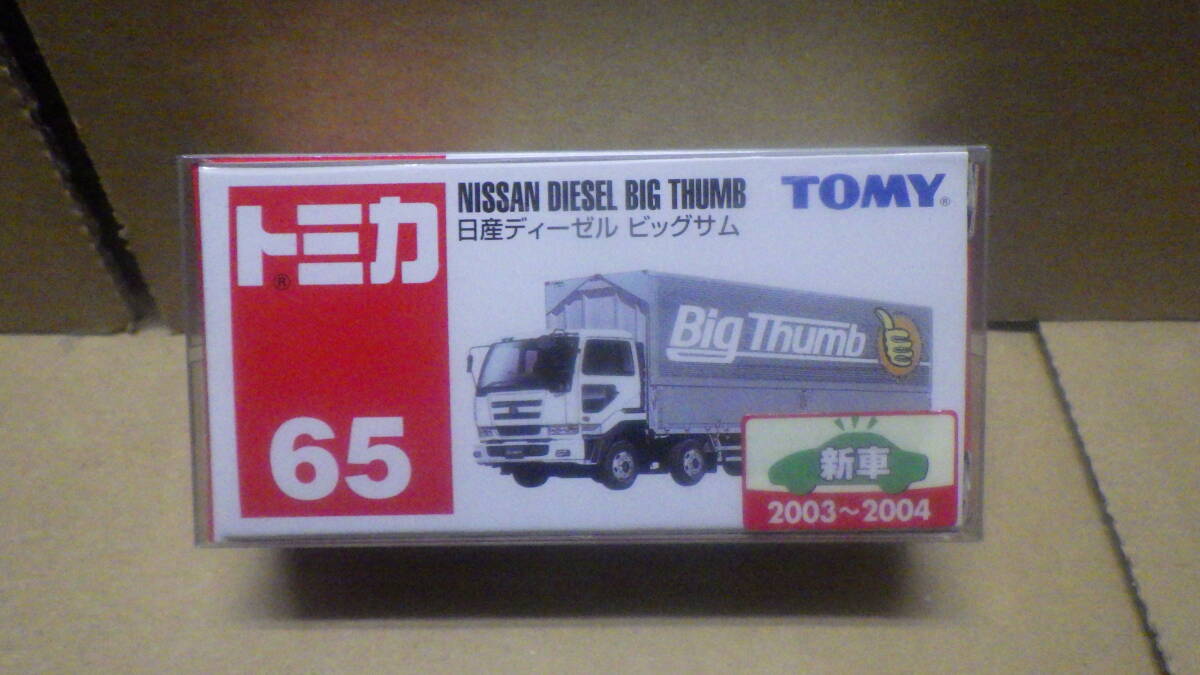 トミカ
®
65
NISSAN DIESEL BIG THUMB
日産ディーゼル ビッグサム
TOMY®
Big Thumb
新車
2003~2004